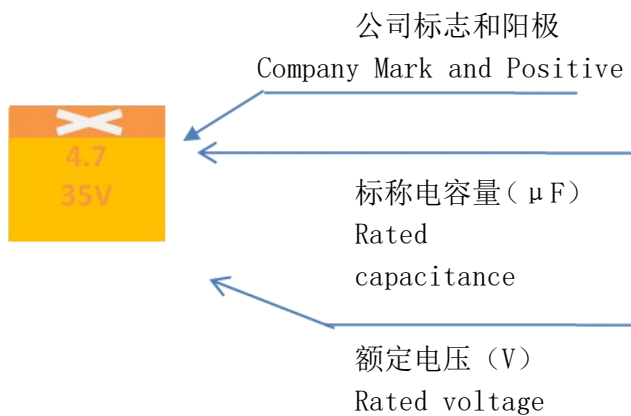 公司标志和阳极
Company Mark and Positive
4.7
35V
标称电容量（μF）
Rated
capacitance
额定电压（V）
Rated voltage